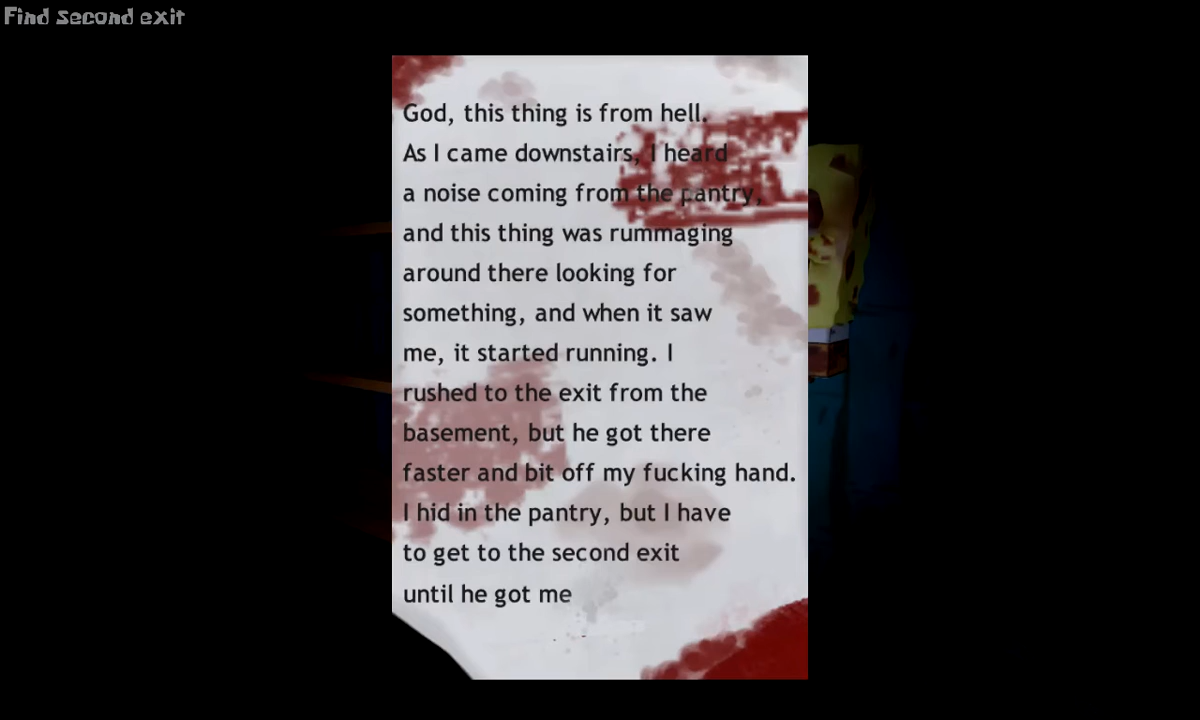 Find second exit
God, this thing is from hell.
As I came downstairs, I heard
a noise coming from the pantry,
and this thing was rummaging
around there looking for
something, and when it saw
me, it started running. I
rushed to the exit from the
basement, but he got there
faster and bit off my fucking hand.
I hid in the pantry, but I have
to get to the second exit
until he got me